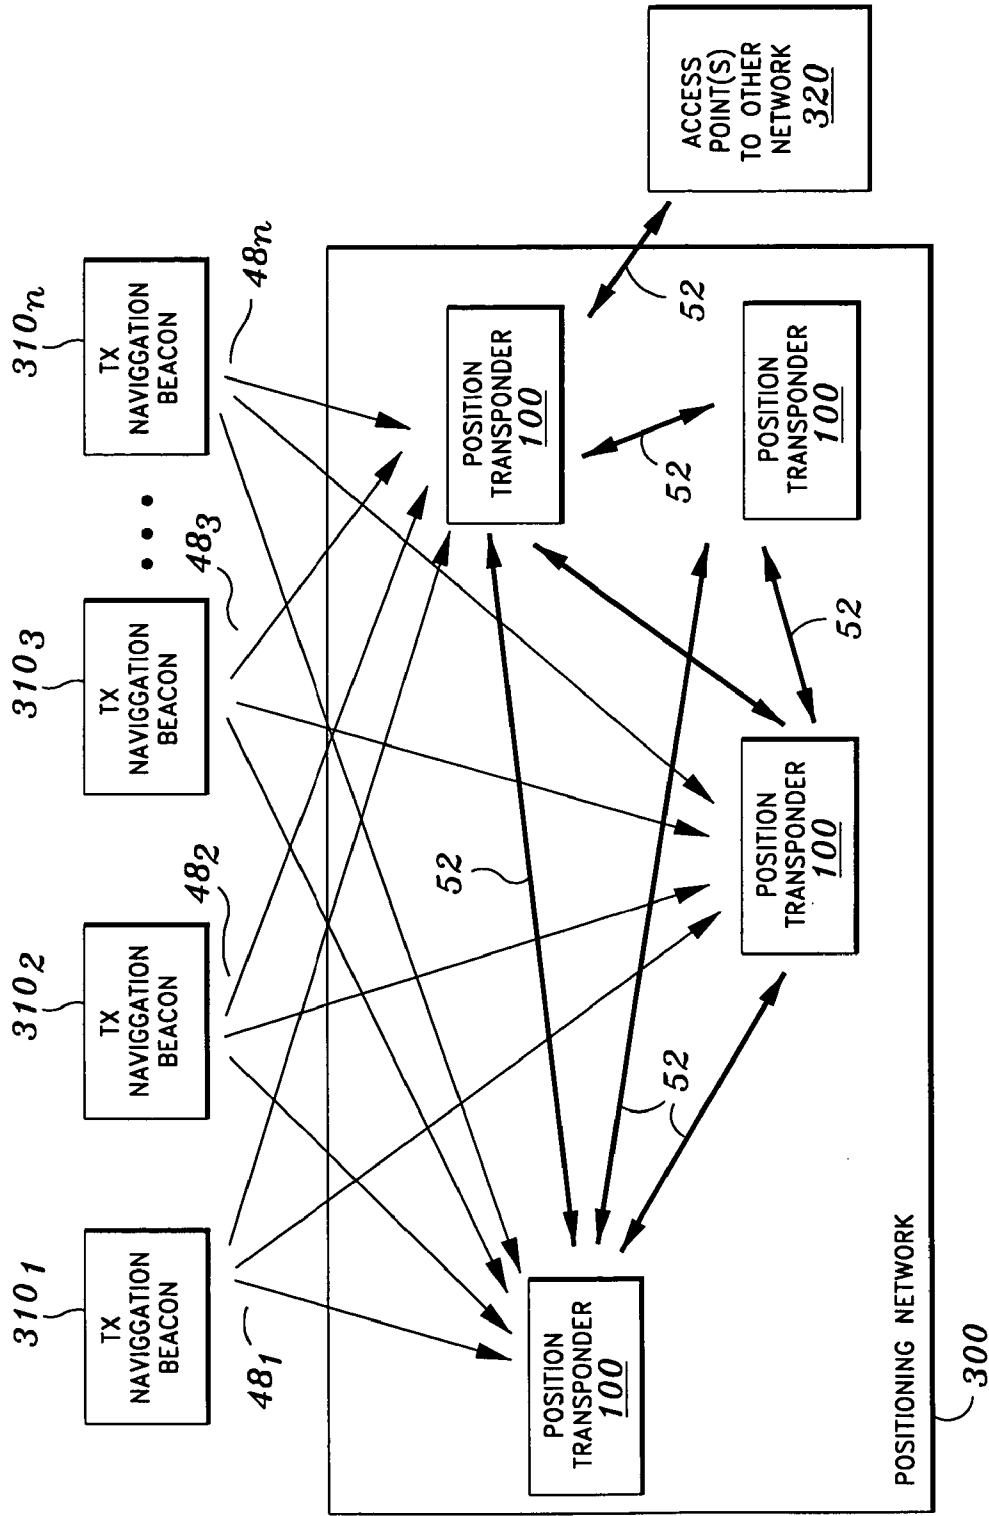 310₁
310₂
310₃
310ₙ
TX
NAVIGGATION
BEACON
TX
NAVIGGATION
BEACON
TX
NAVIGGATION
BEACON
• • •
TX
NAVIGGATION
BEACON
48₁
48₂
48₃
48ₙ
ACCESS
POINT(S)
TO OTHER
NETWORK
320
POSITION
TRANSPONDER
100
52
POSITION
TRANSPONDER
100
52
52
52
POSITION
TRANSPONDER
100
52
POSITION
TRANSPONDER
100
52
POSITIONING NETWORK
300